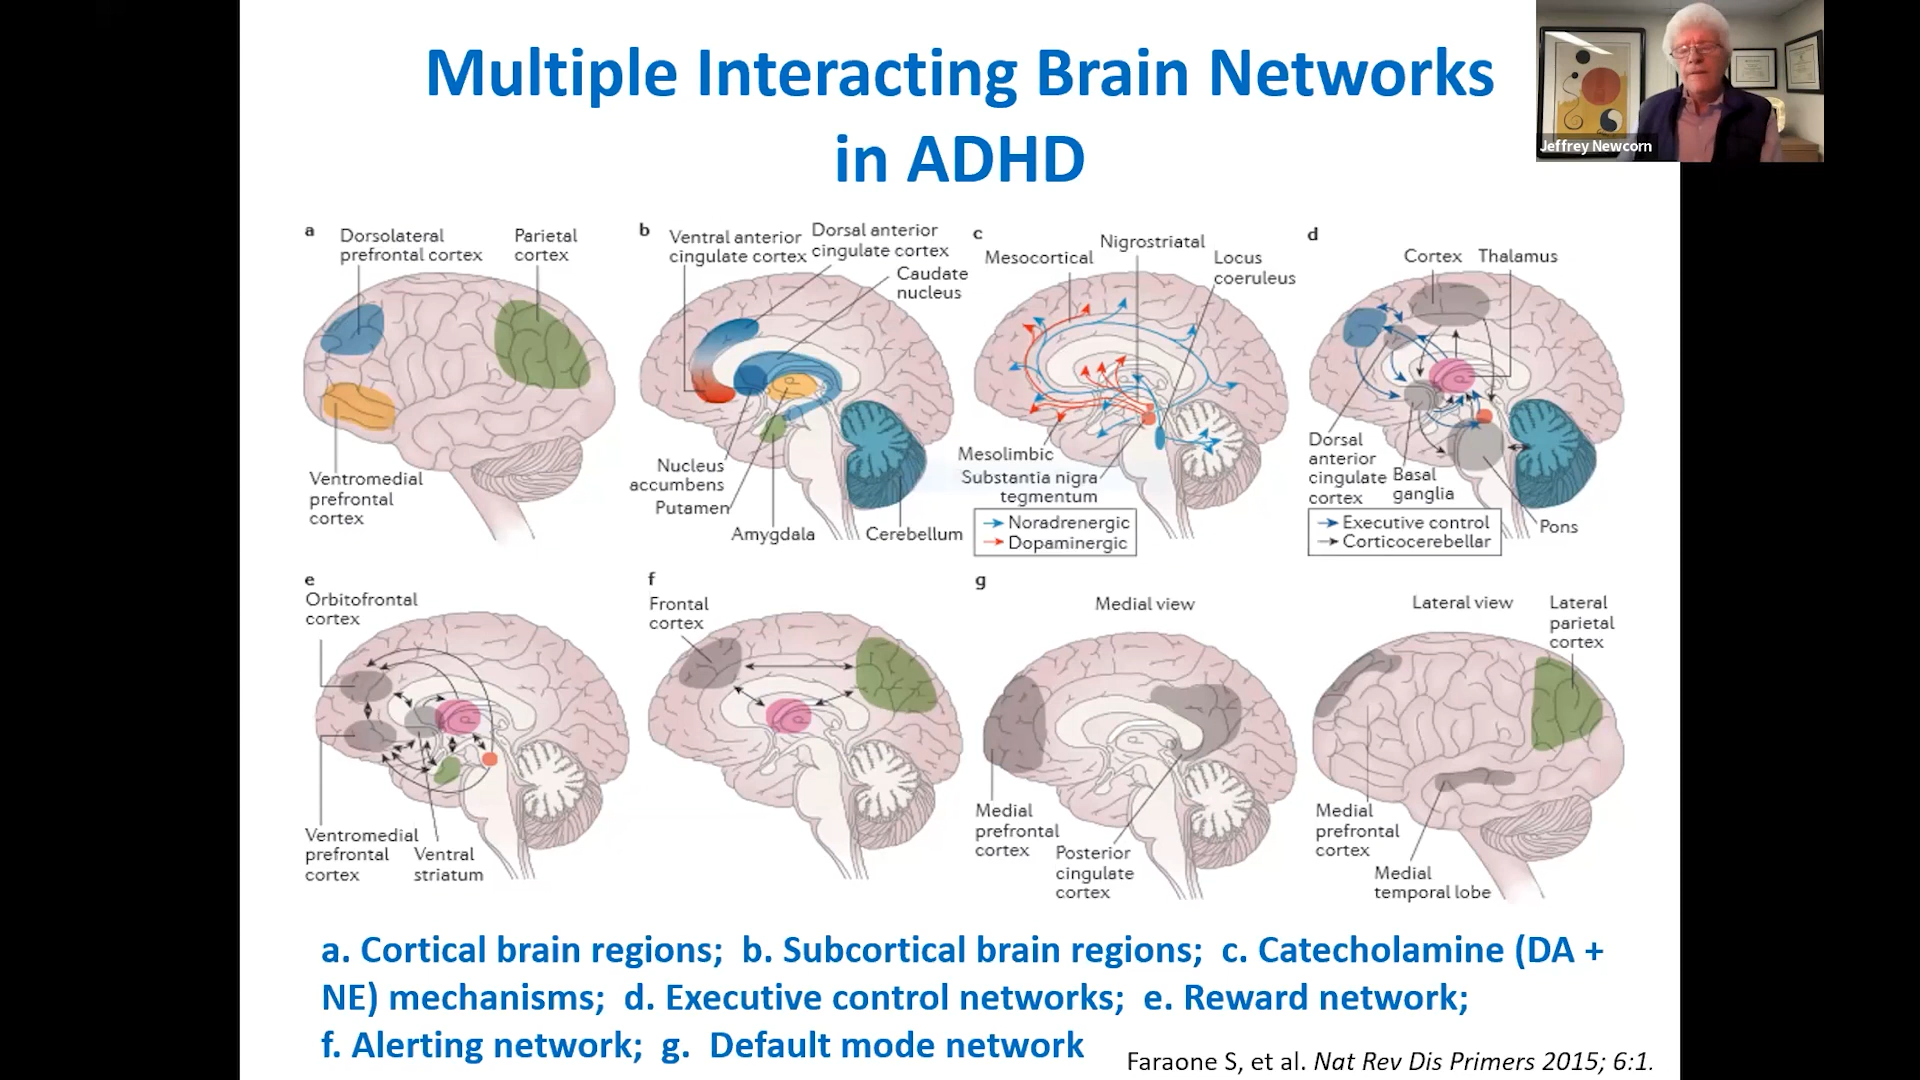 Multiple Interacting Brain Networks
in ADHD
Jeffrey Newcorn
a
Dorsolateral
prefrontal cortex
Parietal
cortex
Ventromedial
prefrontal
cortex
b
Ventral anterior
cingulate cortex
Dorsal anterior
cingulate cortex
Caudate
nucleus
Nucleus
accumbens
Putamen
Amygdala
Cerebellum
c
Mesocortical
Nigrostriatal
Locus
coeruleus
Mesolimbic
Substantia nigra
tegmentum
Noradrenergic
Dopaminergic
d
Cortex
Thalamus
Dorsal
anterior
cingulate
cortex
Basal
ganglia
Pons
Executive control
Corticocerebellar
e
Orbitofrontal
cortex
Ventromedial
prefrontal
cortex
Ventral
striatum
f
Frontal
cortex
g
Medial view
Medial
prefrontal
cortex
Posterior
cingulate
cortex
Lateral view
Lateral
parietal
cortex
Medial
prefrontal
cortex
Medial
temporal lobe
a. Cortical brain regions;  b. Subcortical brain regions;  c. Catecholamine (DA +
NE) mechanisms;  d. Executive control networks;  e. Reward network;
f. Alerting network;  g.  Default mode network
Faraone S, et al. Nat Rev Dis Primers 2015; 6:1.